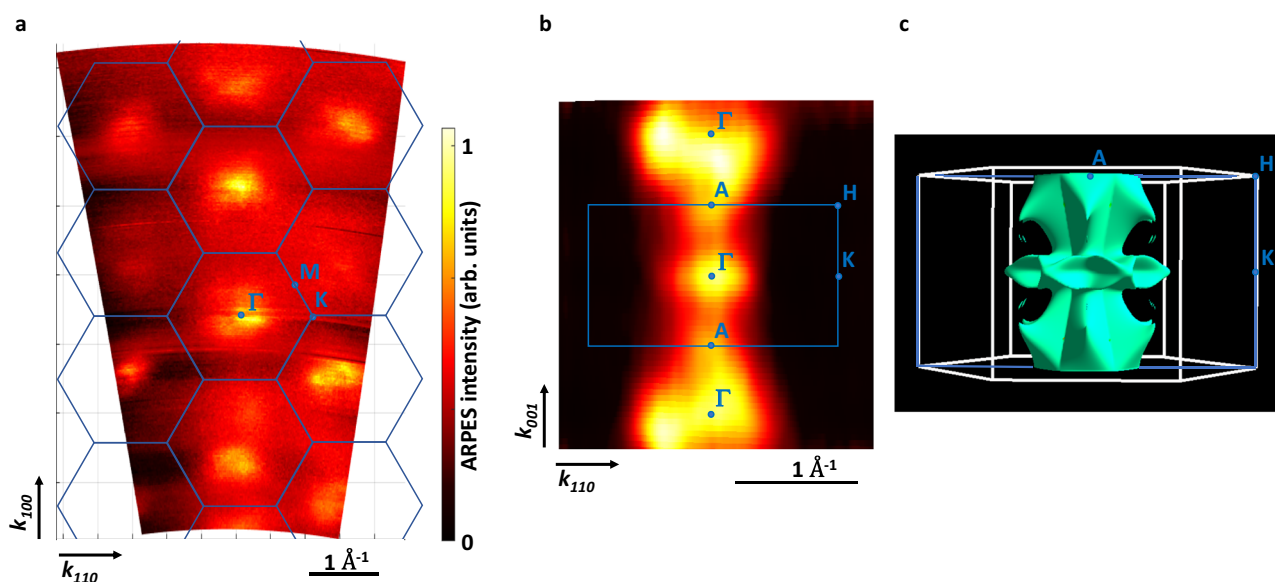 a
M
Γ
K
k100
k110
1 Å-1
1
ARPES intensity (arb. units)
0
b
Γ
A
H
Γ
K
A
Γ
k001
k110
1 Å-1
c
A
H
K